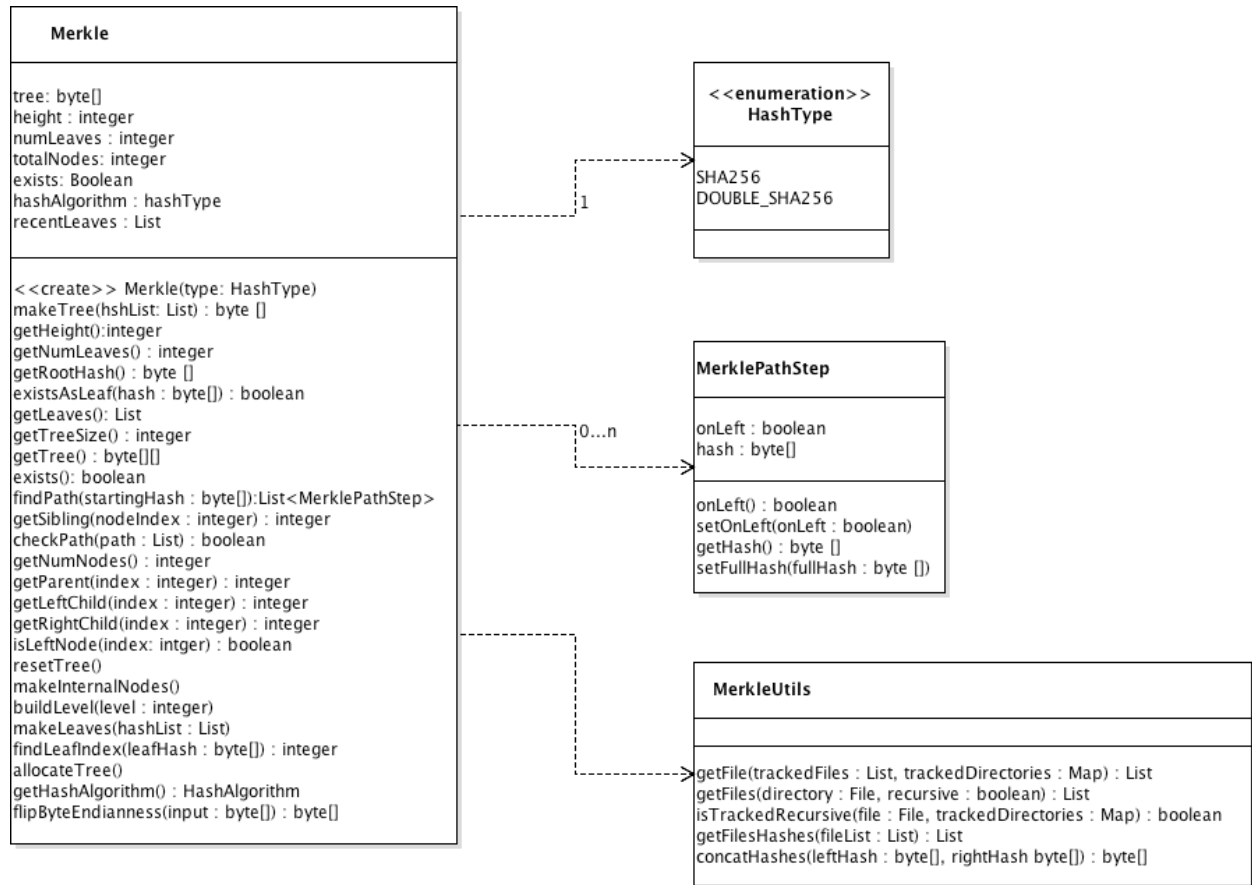 Merkle
tree: byte[]
height : integer
numLeaves : integer
totalNodes: integer
exists: Boolean
hashAlgorithm : hashType
recentLeaves : List
<<create>> Merkle(type: HashType)
makeTree(hshList: List) : byte []
getHeight():integer
getNumLeaves() : integer
getRootHash() : byte []
existsAsLeaf(hash : byte[]) : boolean
getLeaves(): List
getTreeSize() : integer
getTree() : byte[][]
exists(): boolean
findPath(startingHash : byte[]):List<MerklePathStep>
getSibling(nodeIndex : integer) : integer
checkPath(path : List) : boolean
getNumNodes() : integer
getParent(index : integer) : integer
getLeftChild(index : integer) : integer
getRightChild(index : integer) : integer
isLeftNode(index: intger) : boolean
resetTree()
makeInternalNodes()
buildLevel(level : integer)
makeLeaves(hashList : List)
findLeafIndex(leafHash : byte[]) : integer
allocateTree()
getHashAlgorithm() : HashAlgorithm
flipByteEndianness(input : byte[]) : byte[]
1
<<enumeration>>
HashType
SHA256
DOUBLE_SHA256
0...n
MerklePathStep
onLeft : boolean
hash : byte[]
onLeft() : boolean
setOnLeft(onLeft : boolean)
getHash() : byte []
setFullHash(fullHash : byte [])
MerkleUtils
getFile(trackedFiles : List, trackedDirectories : Map) : List
getFiles(directory : File, recursive : boolean) : List
isTrackedRecursive(file : File, trackedDirectories : Map) : boolean
getFilesHashes(fileList : List) : List
concatHashes(leftHash : byte[], rightHash byte[]) : byte[]